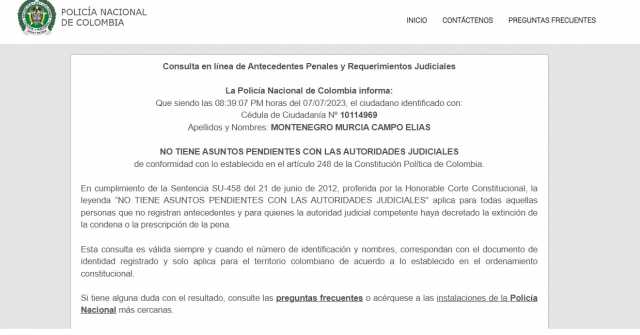 POLICÍA NACIONAL
DE COLOMBIA
INICIO CONTÁCTENOS PREGUNTAS FRECUENTES
Consulta en línea de Antecedentes Penales y Requerimientos Judiciales
La Policía Nacional de Colombia informa:
Que siendo las 08:39:07 PM horas del 07/07/2023, el ciudadano identificado con:
Cédula de Ciudadanía Nº 10114969
Apellidos y Nombres: MONTENEGRO MURCIA CAMPO ELIAS
NO TIENE ASUNTOS PENDIENTES CON LAS AUTORIDADES JUDICIALES
de conformidad con lo establecido en el artículo 248 de la Constitución Política de Colombia.
En cumplimiento de la Sentencia SU-458 del 21 de junio de 2012, proferida por la Honorable Corte Constitucional, la
leyenda “NO TIENE ASUNTOS PENDIENTES CON LAS AUTORIDADES JUDICIALES” aplica para todas aquellas
personas que no registran antecedentes y para quienes la autoridad judicial competente haya decretado la extinción de
la condena o la prescripción de la pena.
Esta consulta es válida siempre y cuando el número de identificación y nombres, correspondan con el documento de
identidad registrado y solo aplica para el territorio colombiano de acuerdo a lo establecido en el ordenamiento
constitucional.
Si tiene alguna duda con el resultado, consulte las preguntas frecuentes o acérquese a las instalaciones de la Policía
Nacional más cercanas.